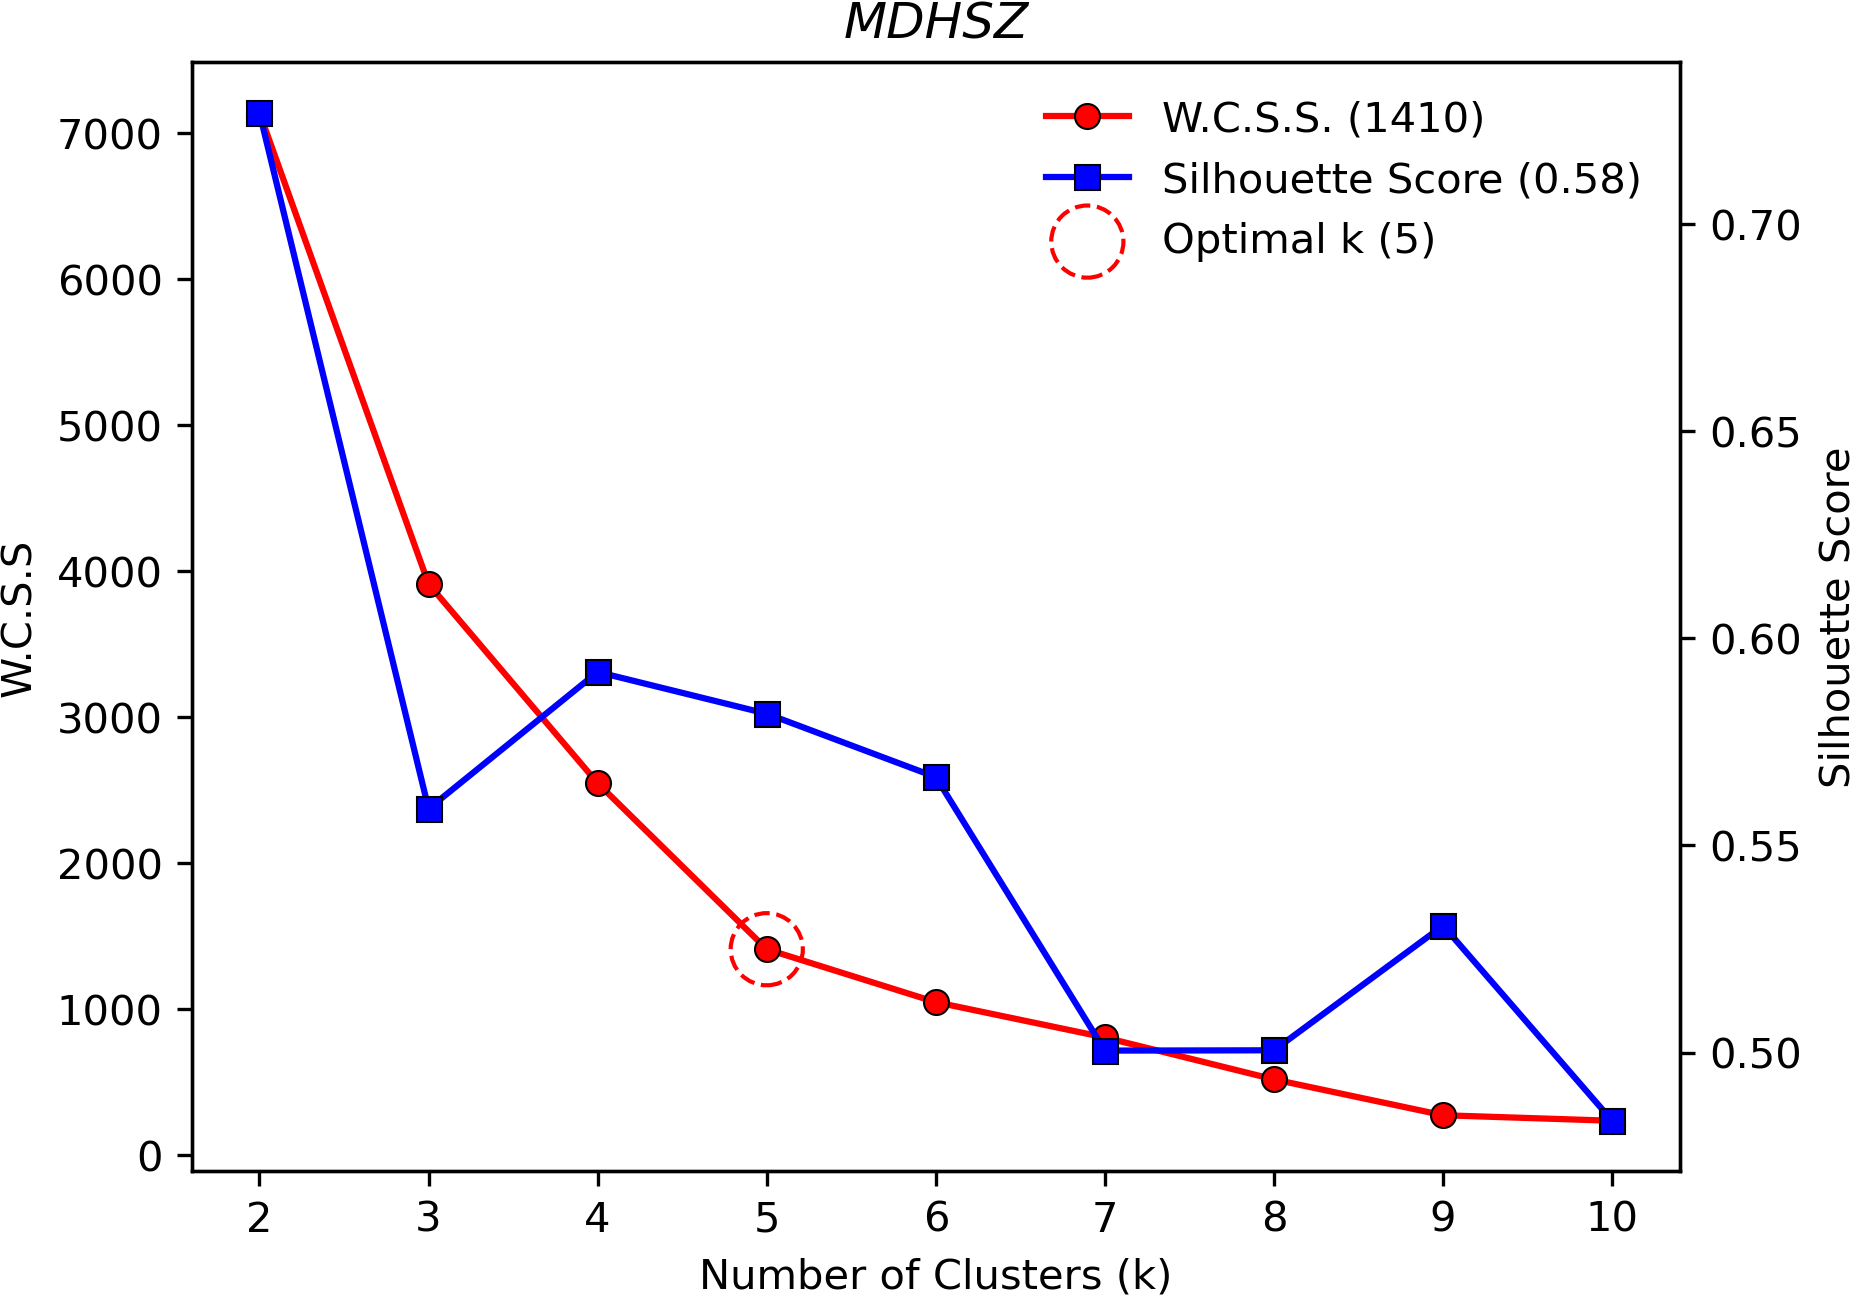 MDHSZ
W.C.S.S. (1410)
Silhouette Score (0.58)
Optimal k (5)
W.C.S.S
7000
6000
5000
4000
3000
2000
1000
0
Silhouette Score
0.70
0.65
0.60
0.55
0.50
2 3 4 5 6 7 8 9 10
Number of Clusters (k)